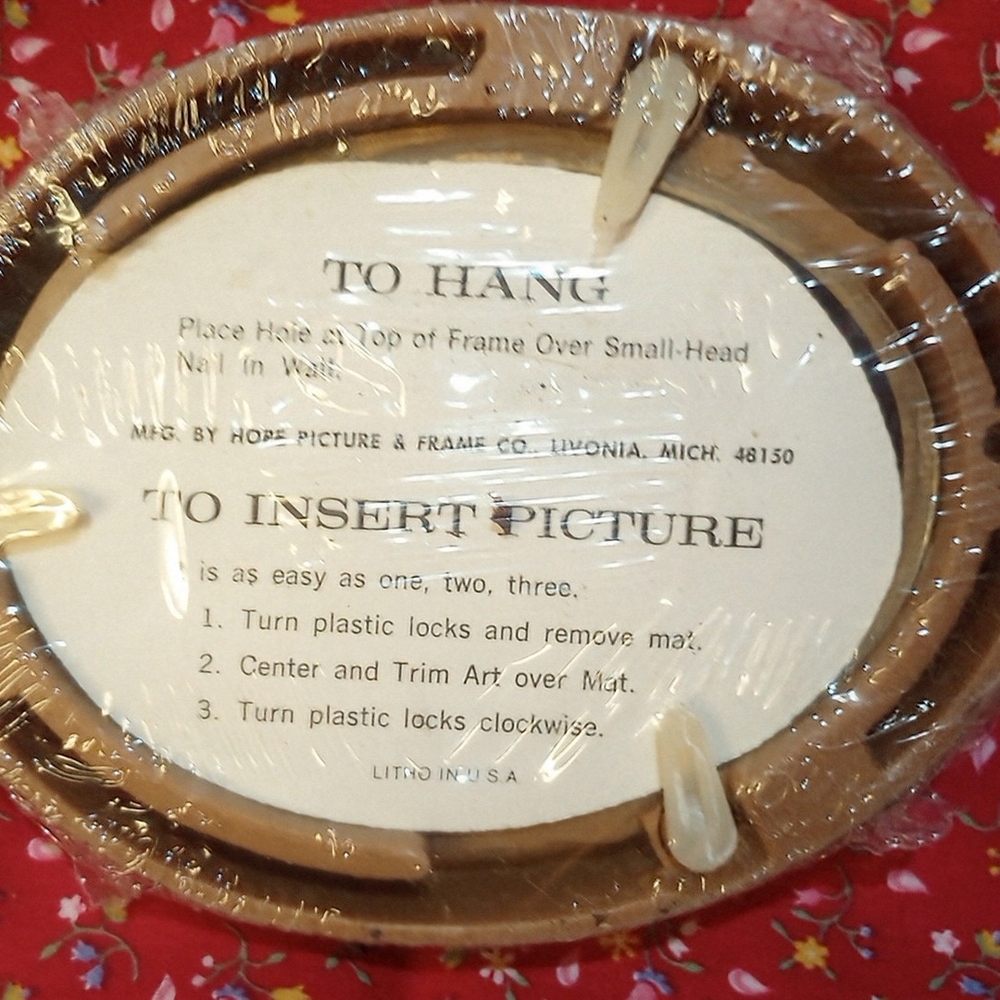 TO HANG
Place Hole at Top of Frame Over Small-Head
Nail in Wall.
MFG. BY HOPE PICTURE & FRAME CO., LIVONIA, MICH. 48150
TO INSERT PICTURE
is as easy as one, two, three.
1. Turn plastic locks and remove mat.
2. Center and Trim Art over Mat.
3. Turn plastic locks clockwise.
LITHO IN U S A